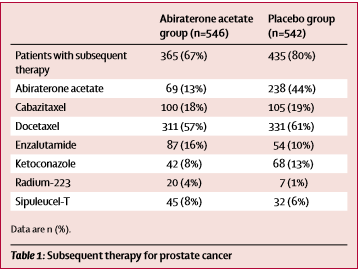 Abiraterone acetate Placebo group
group (n=546) (n=542)
Patients with subsequent 365 (67%) 435 (80%)
therapy
Abiraterone acetate 69 (13%) 238 (44%)
Cabazitaxel 100 (18%) 105 (19%)
Docetaxel 311 (57%) 331 (61%)
Enzalutamide 87 (16%) 54 (10%)
Ketoconazole 42 (8%) 68 (13%)
Radium-223 20 (4%) 7 (1%)
Sipuleucel-T 45 (8%) 32 (6%)
Data are n (%).
Table 1: Subsequent therapy for prostate cancer